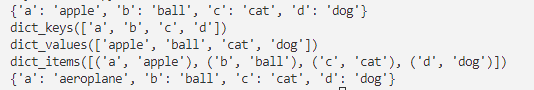 {'a': 'apple', 'b': 'ball', 'c': 'cat', 'd': 'dog'}
dict_keys(['a', 'b', 'c', 'd'])
dict_values(['apple', 'ball', 'cat', 'dog'])
dict_items([('a', 'apple'), ('b', 'ball'), ('c', 'cat'), ('d', 'dog')])
{'a': 'aeroplane', 'b': 'ball', 'c': 'cat', 'd': 'dog'}